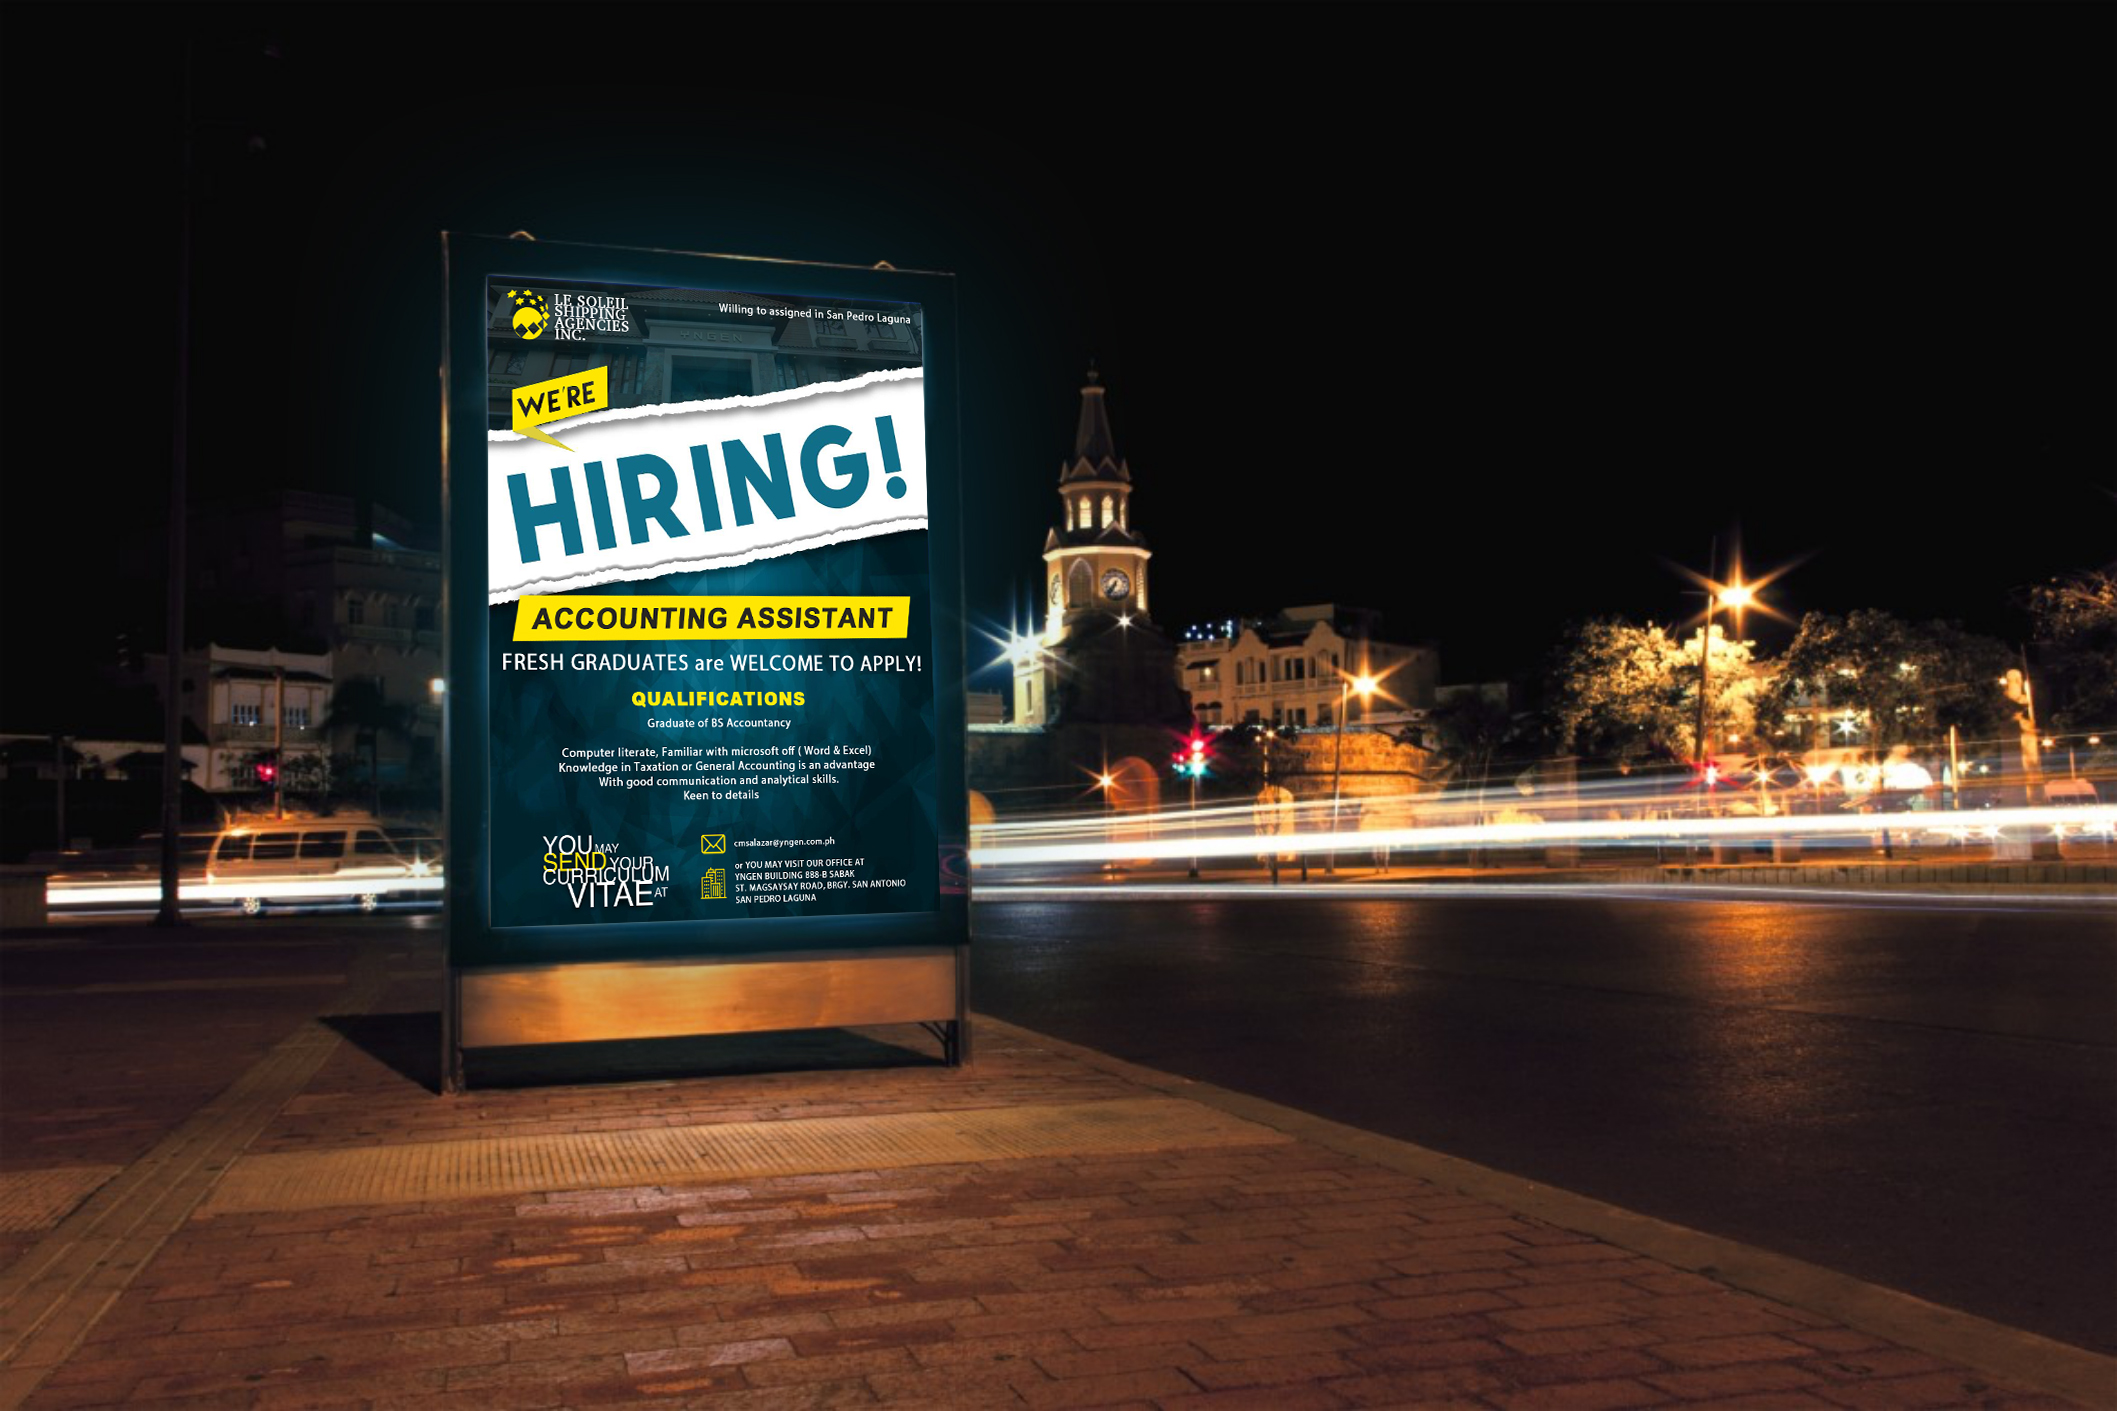 LE SOLEIL
SHIPPING
AGENCIES
INC.
Willing to assigned in San Pedro Laguna
YNGEN
WE'RE
HIRING!
ACCOUNTING ASSISTANT
FRESH GRADUATES are WELCOME TO APPLY!
QUALIFICATIONS
Graduate of BS Accountancy
Computer literate, Familiar with microsoft off ( Word & Excel)
Knowledge in Taxation or General Accounting is an advantage
With good communication and analytical skills.
Keen to details
YOU MAY
SEND YOUR
CURRICULUM
VITAE AT
cmsalazar@yngen.com.ph
or YOU MAY VISIT OUR OFFICE AT
YNGEN BUILDING 888-B SABAK
ST. MAGSAYSAY ROAD, BRGY. SAN ANTONIO
SAN PEDRO LAGUNA